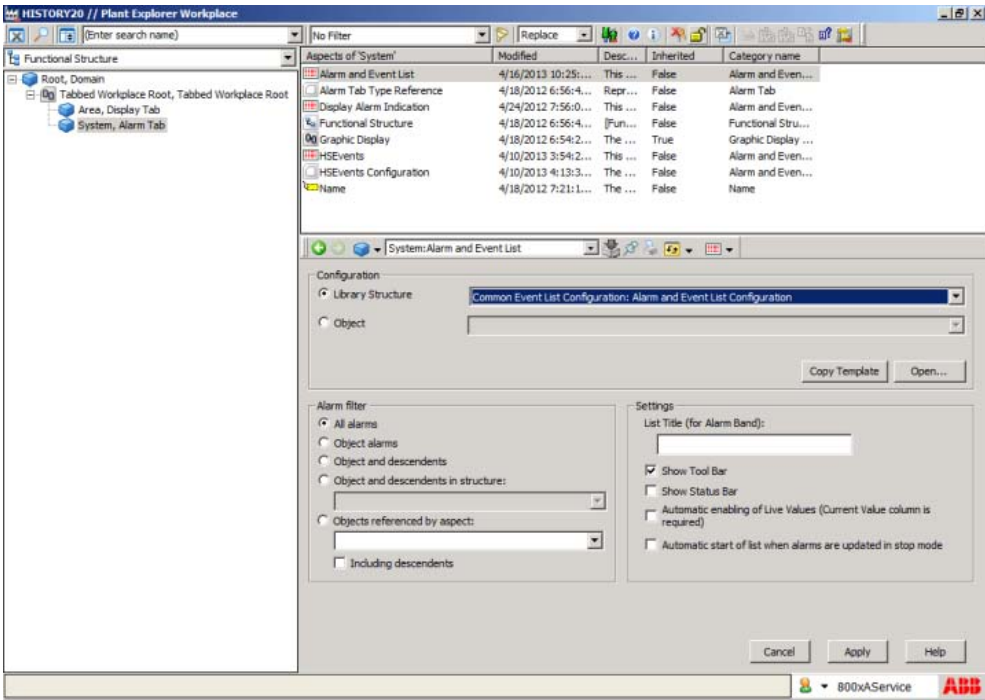 HISTORY20 // Plant Explorer Workplace
(Enter search name) No Filter Replace
Functional Structure
Root, Domain
Tabbed Workplace Root, Tabbed Workplace Root
Area, Display Tab
System, Alarm Tab
Aspects of 'System' Modified Desc... Inherited Category name
Alarm and Event List 4/16/2013 10:25:... This ... False Alarm and Even...
Alarm Tab Type Reference 4/18/2012 6:56:4... Repr... False Alarm Tab
Display Alarm Indication 4/24/2012 7:56:0... This ... False Alarm and Even...
Functional Structure 4/18/2012 6:56:4... [Fun... False Functional Stru...
Graphic Display 4/18/2012 6:54:2... The ... True Graphic Display ...
HSEvents 4/10/2013 3:54:2... This ... False Alarm and Even...
HSEvents Configuration 4/10/2013 4:13:3... The ... False Alarm and Even...
Name 4/18/2012 7:21:1... The ... False Name
System:Alarm and Event List
Configuration
Library Structure Common Event List Configuration: Alarm and Event List Configuration
Object
Copy Template Open...
Alarm filter
All alarms
Object alarms
Object and descendents
Object and descendents in structure:
Objects referenced by aspect:
Including descendents
Settings
List Title (for Alarm Band):
Show Tool Bar
Show Status Bar
Automatic enabling of Live Values (Current Value column is
required)
Automatic start of list when alarms are updated in stop mode
Cancel Apply Help
800xAService ABB